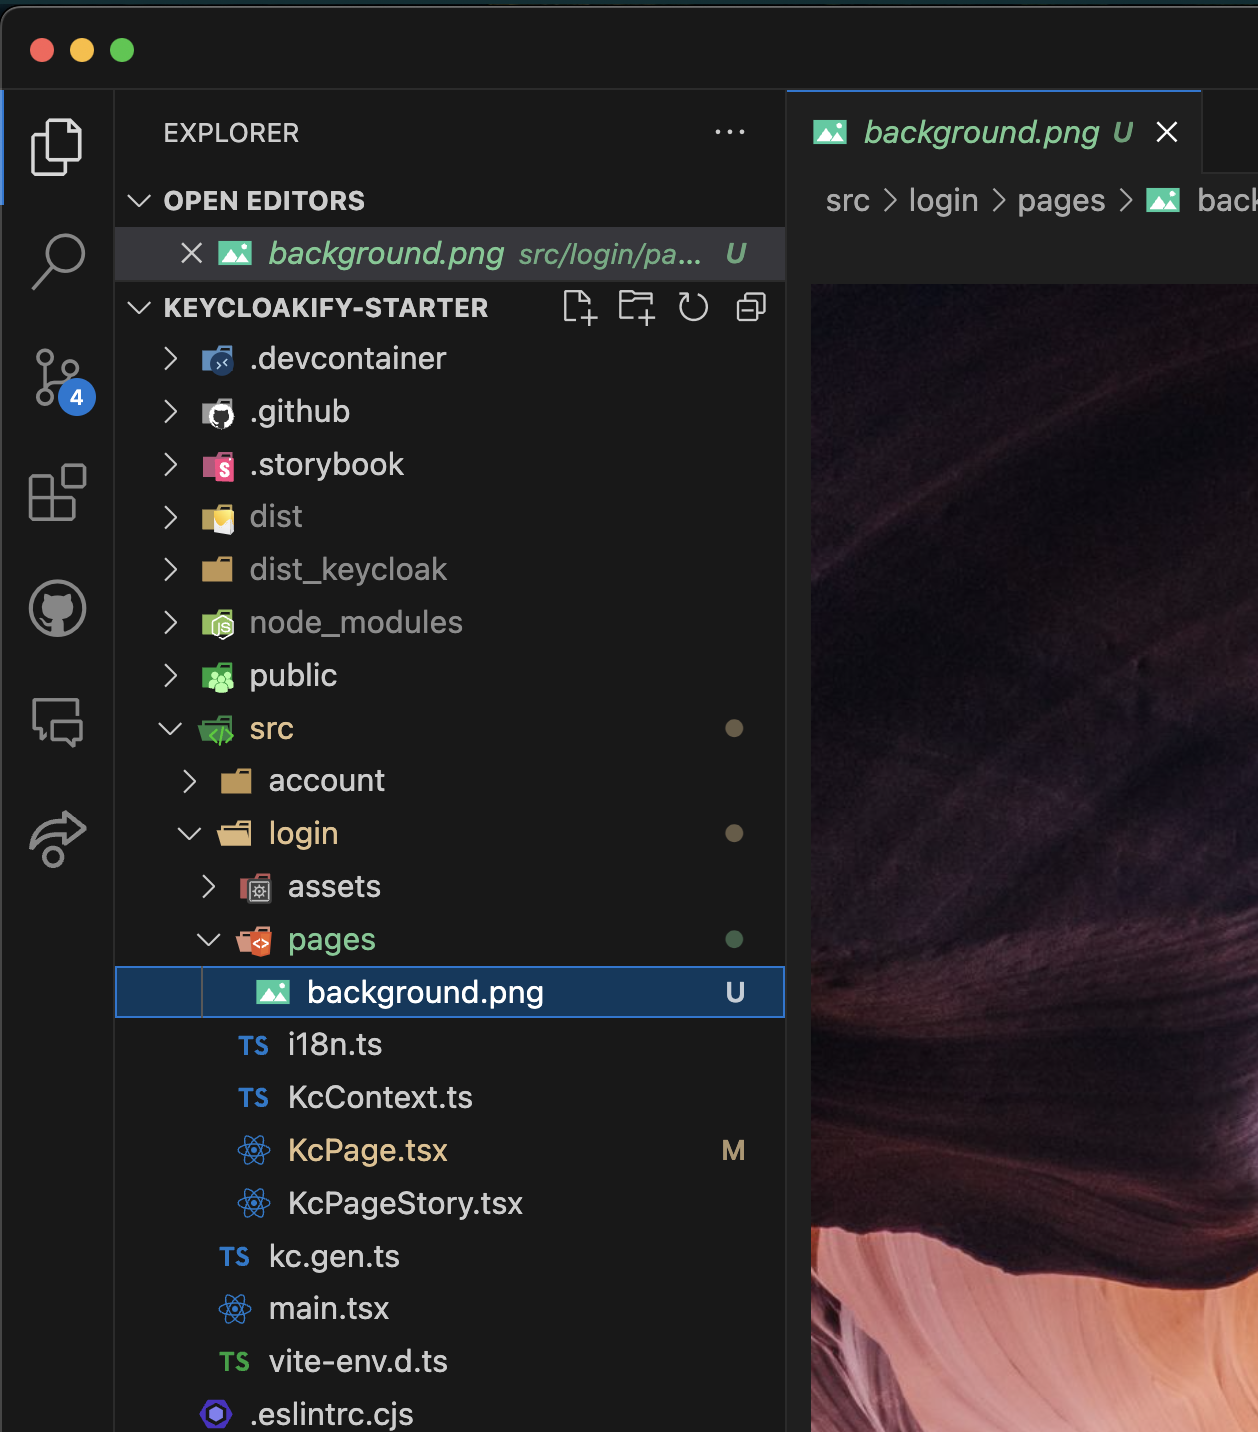 EXPLORER
OPEN EDITORS
background.png src/login/pa... U
KEYCLOAKIFY-STARTER
.devcontainer
.github
.storybook
dist
dist_keycloak
node_modules
public
src
account
login
assets
pages
background.png U
TS i18n.ts
TS KcContext.ts
KcPage.tsx M
KcPageStory.tsx
TS kc.gen.ts
main.tsx
TS vite-env.d.ts
.eslintrc.cjs
4
background.png U
src > login > pages > back